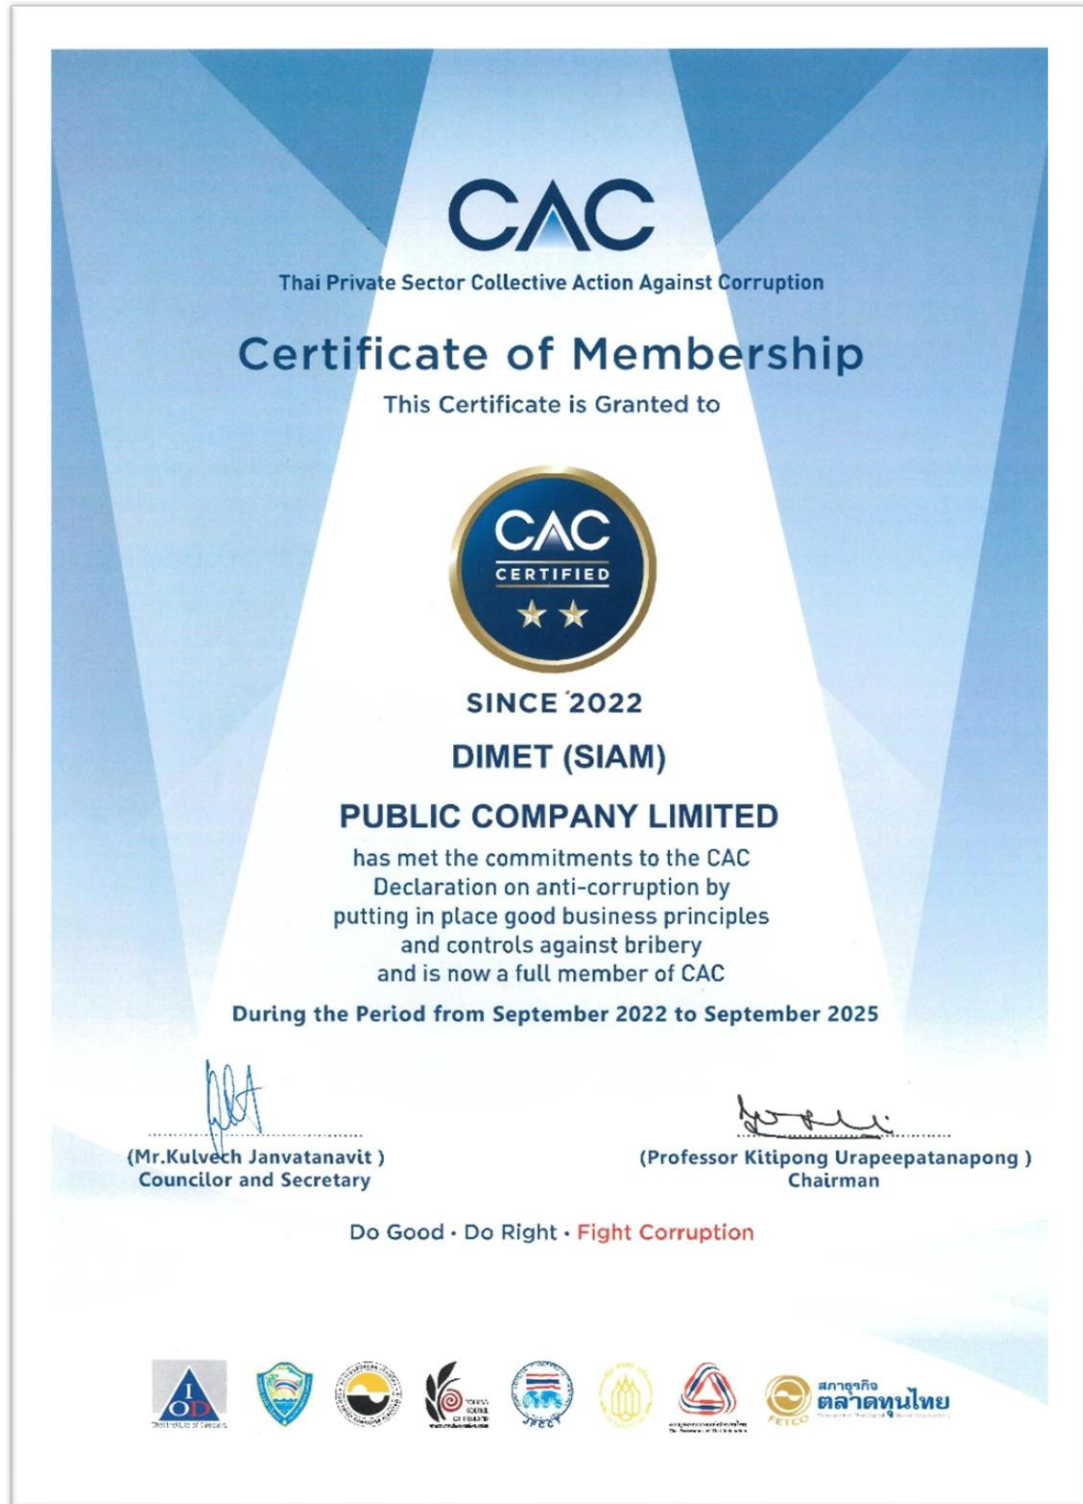 CAC
Thai Private Sector Collective Action Against Corruption
Certificate of Membership
This Certificate is Granted to
CAC
CERTIFIED
SINCE 2022
DIMET (SIAM)
PUBLIC COMPANY LIMITED
has met the commitments to the CAC
Declaration on anti-corruption by
putting in place good business principles
and controls against bribery
and is now a full member of CAC
During the Period from September 2022 to September 2025
(Mr.Kulvech Janvatanavit )
Councilor and Secretary
(Professor Kitipong Urapeepatanapong )
Chairman
Do Good · Do Right · Fight Corruption
I
OD
JFCCT
FETCO
สภาธุรกิจ
ตลาดทุนไทย